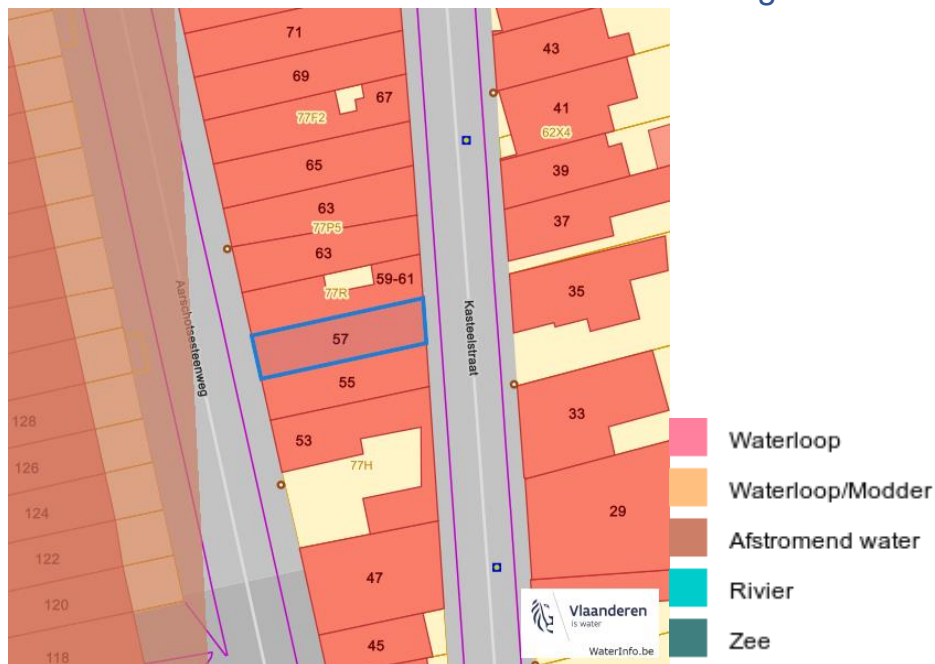 g
71
69
67
77F2
65
63
77P5
63
59-61
77R
57
55
53
77H
47
45
43
41
62X4
39
37
35
33
29
Aarschotsesteenweg
Kasteelstraat
128
126
124
122
120
118
Vlaanderen
is water
WaterInfo.be
Waterloop
Waterloop/Modder
Afstromend water
Rivier
Zee